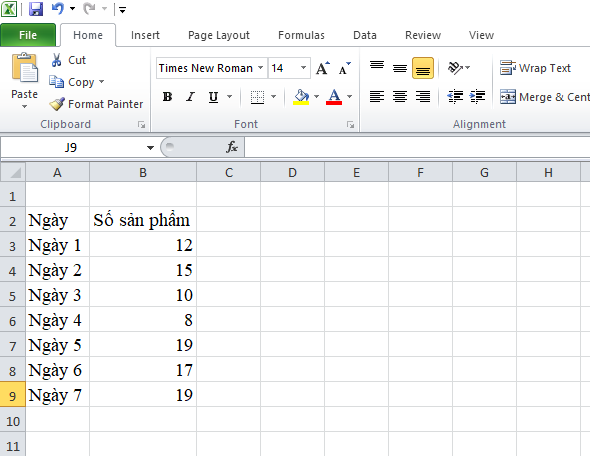 File Home Insert Page Layout Formulas Data Review View
Cut
Copy
Format Painter
Paste
Clipboard
Times New Roman 14 A A
B I U A
Font
Wrap Text
Merge & Cent
Alignment
J9 fx
A B C D E F G H
1
2 Ngày Số sản phẩm
3 Ngày 1 12
4 Ngày 2 15
5 Ngày 3 10
6 Ngày 4 8
7 Ngày 5 19
8 Ngày 6 17
9 Ngày 7 19
10
11